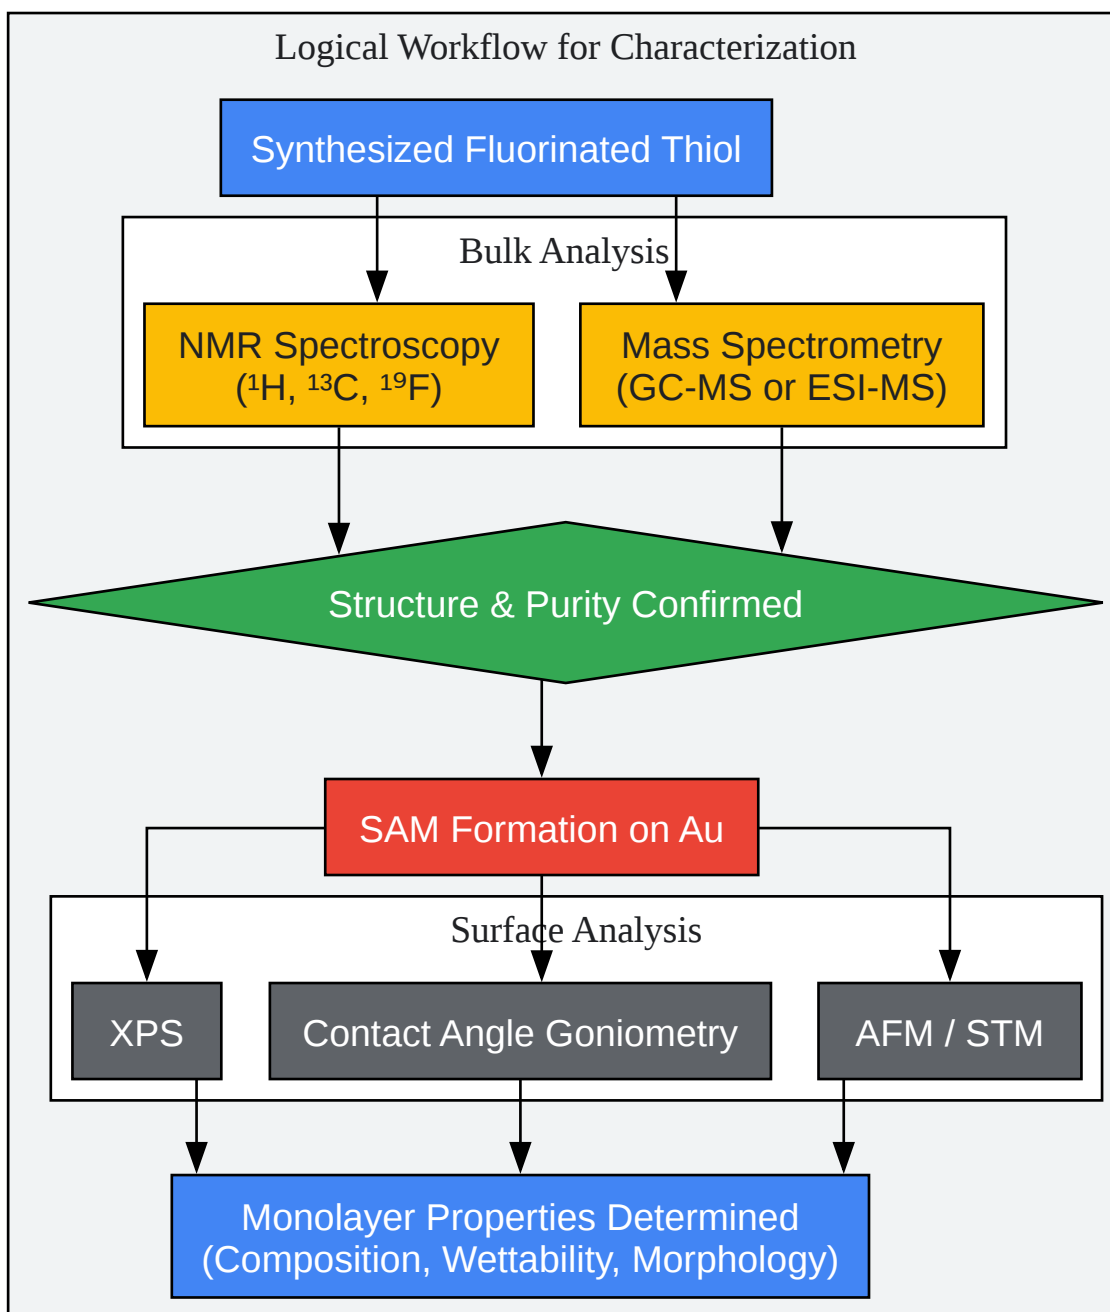 Logical Workflow for Characterization
Synthesized Fluorinated Thiol
Bulk Analysis
NMR Spectroscopy
(¹H, ¹³C, ¹⁹F)
Mass Spectrometry
(GC-MS or ESI-MS)
Structure & Purity Confirmed
SAM Formation on Au
Surface Analysis
XPS
Contact Angle Goniometry
AFM / STM
Monolayer Properties Determined
(Composition, Wettability, Morphology)